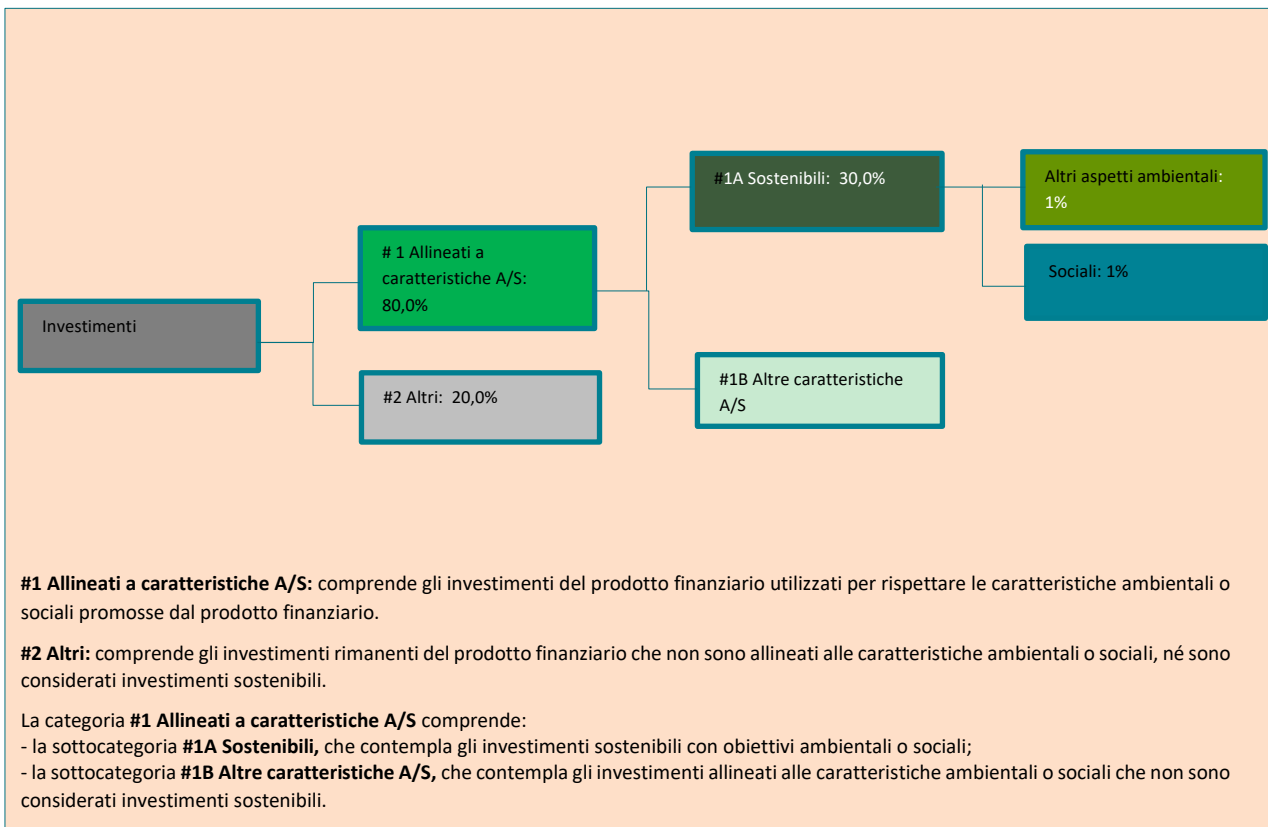 #1A Sostenibili: 30,0%
Altri aspetti ambientali:
1%
# 1 Allineati a
caratteristiche A/S:
80,0%
Sociali: 1%
Investimenti
#2 Altri: 20,0%
#1B Altre caratteristiche
A/S
#1 Allineati a caratteristiche A/S: comprende gli investimenti del prodotto finanziario utilizzati per rispettare le caratteristiche ambientali o
sociali promosse dal prodotto finanziario.
#2 Altri: comprende gli investimenti rimanenti del prodotto finanziario che non sono allineati alle caratteristiche ambientali o sociali, né sono
considerati investimenti sostenibili.
La categoria #1 Allineati a caratteristiche A/S comprende:
- la sottocategoria #1A Sostenibili, che contempla gli investimenti sostenibili con obiettivi ambientali o sociali;
- la sottocategoria #1B Altre caratteristiche A/S, che contempla gli investimenti allineati alle caratteristiche ambientali o sociali che non sono
considerati investimenti sostenibili.